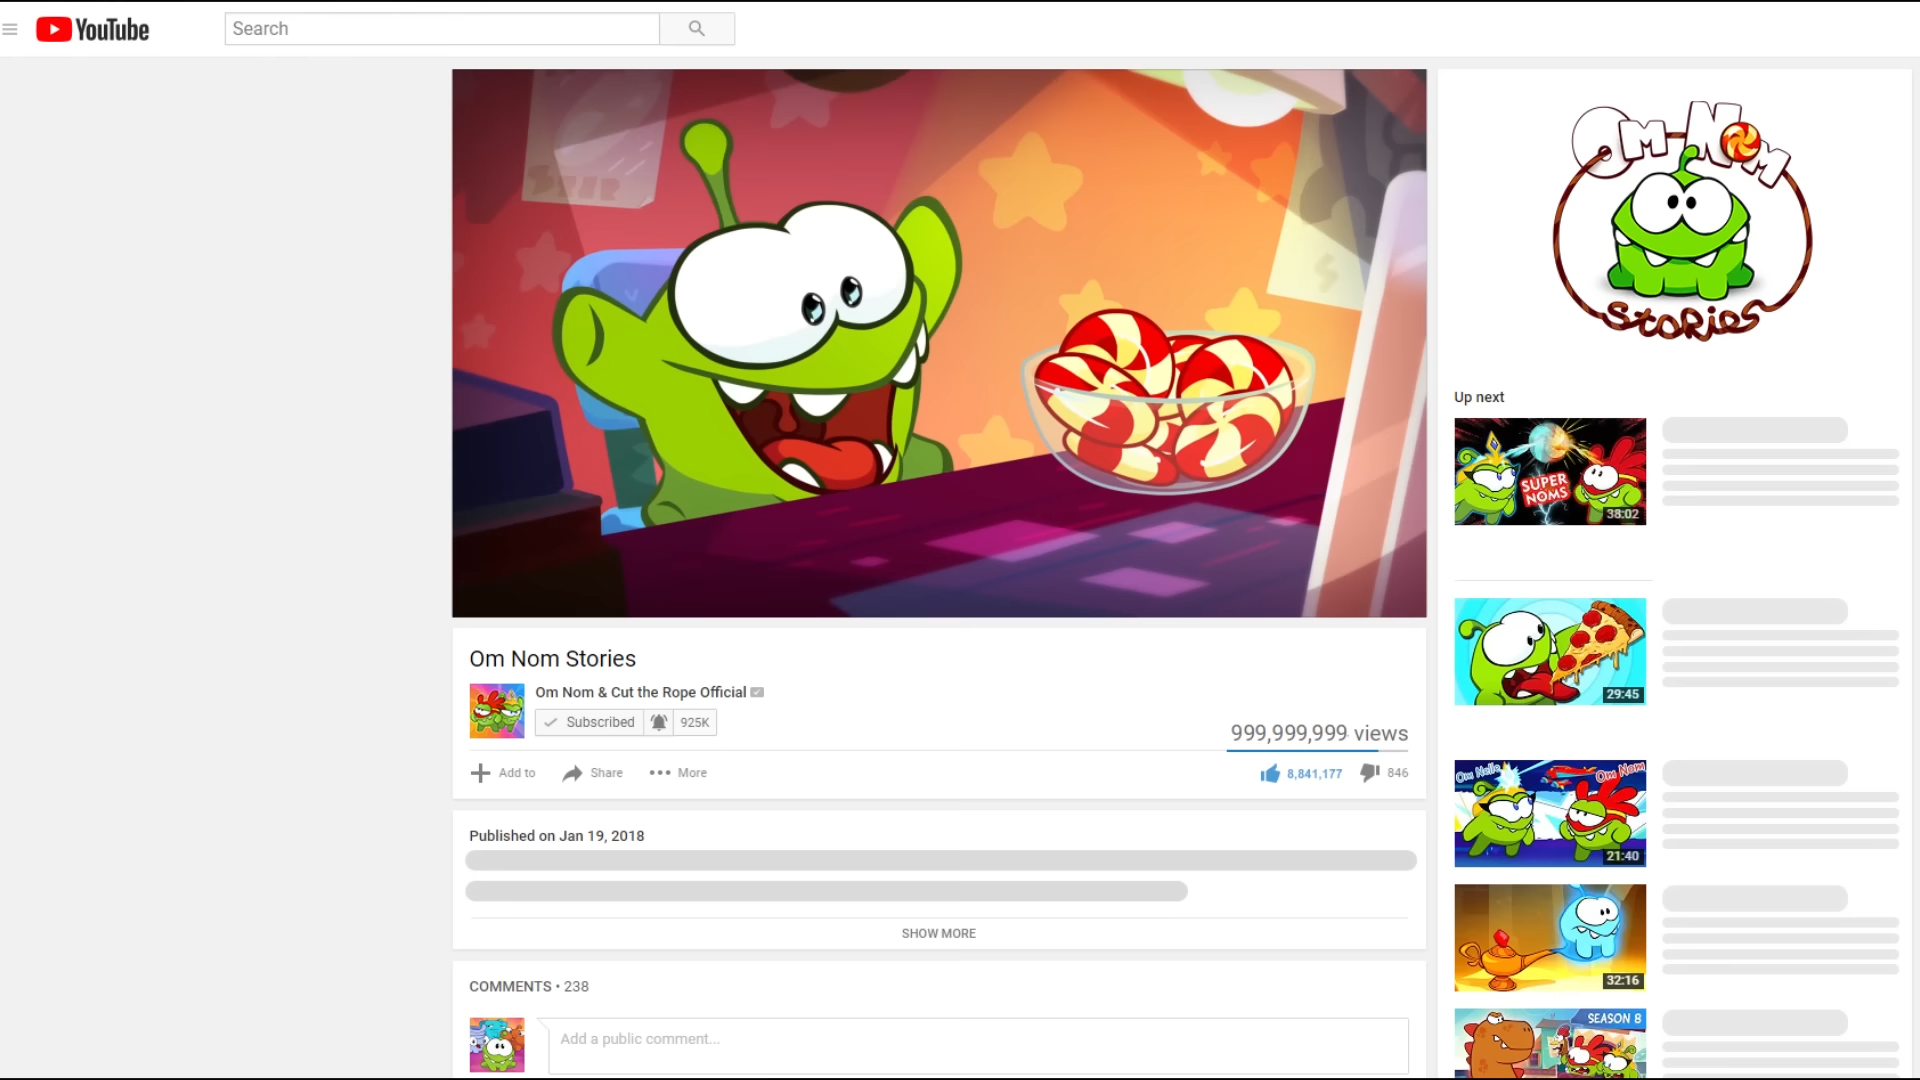 YouTube
Search
OM NOM
STORIES
Up next
SUPER
NOMS
38:02
29:45
Om Nelle
Om Nom
21:40
32:16
SEASON 8
Om Nom Stories
Om Nom & Cut the Rope Official
Subscribed 925K
999,999,999 views
Add to Share More
8,841,177 846
Published on Jan 19, 2018
SHOW MORE
COMMENTS • 238
Add a public comment...